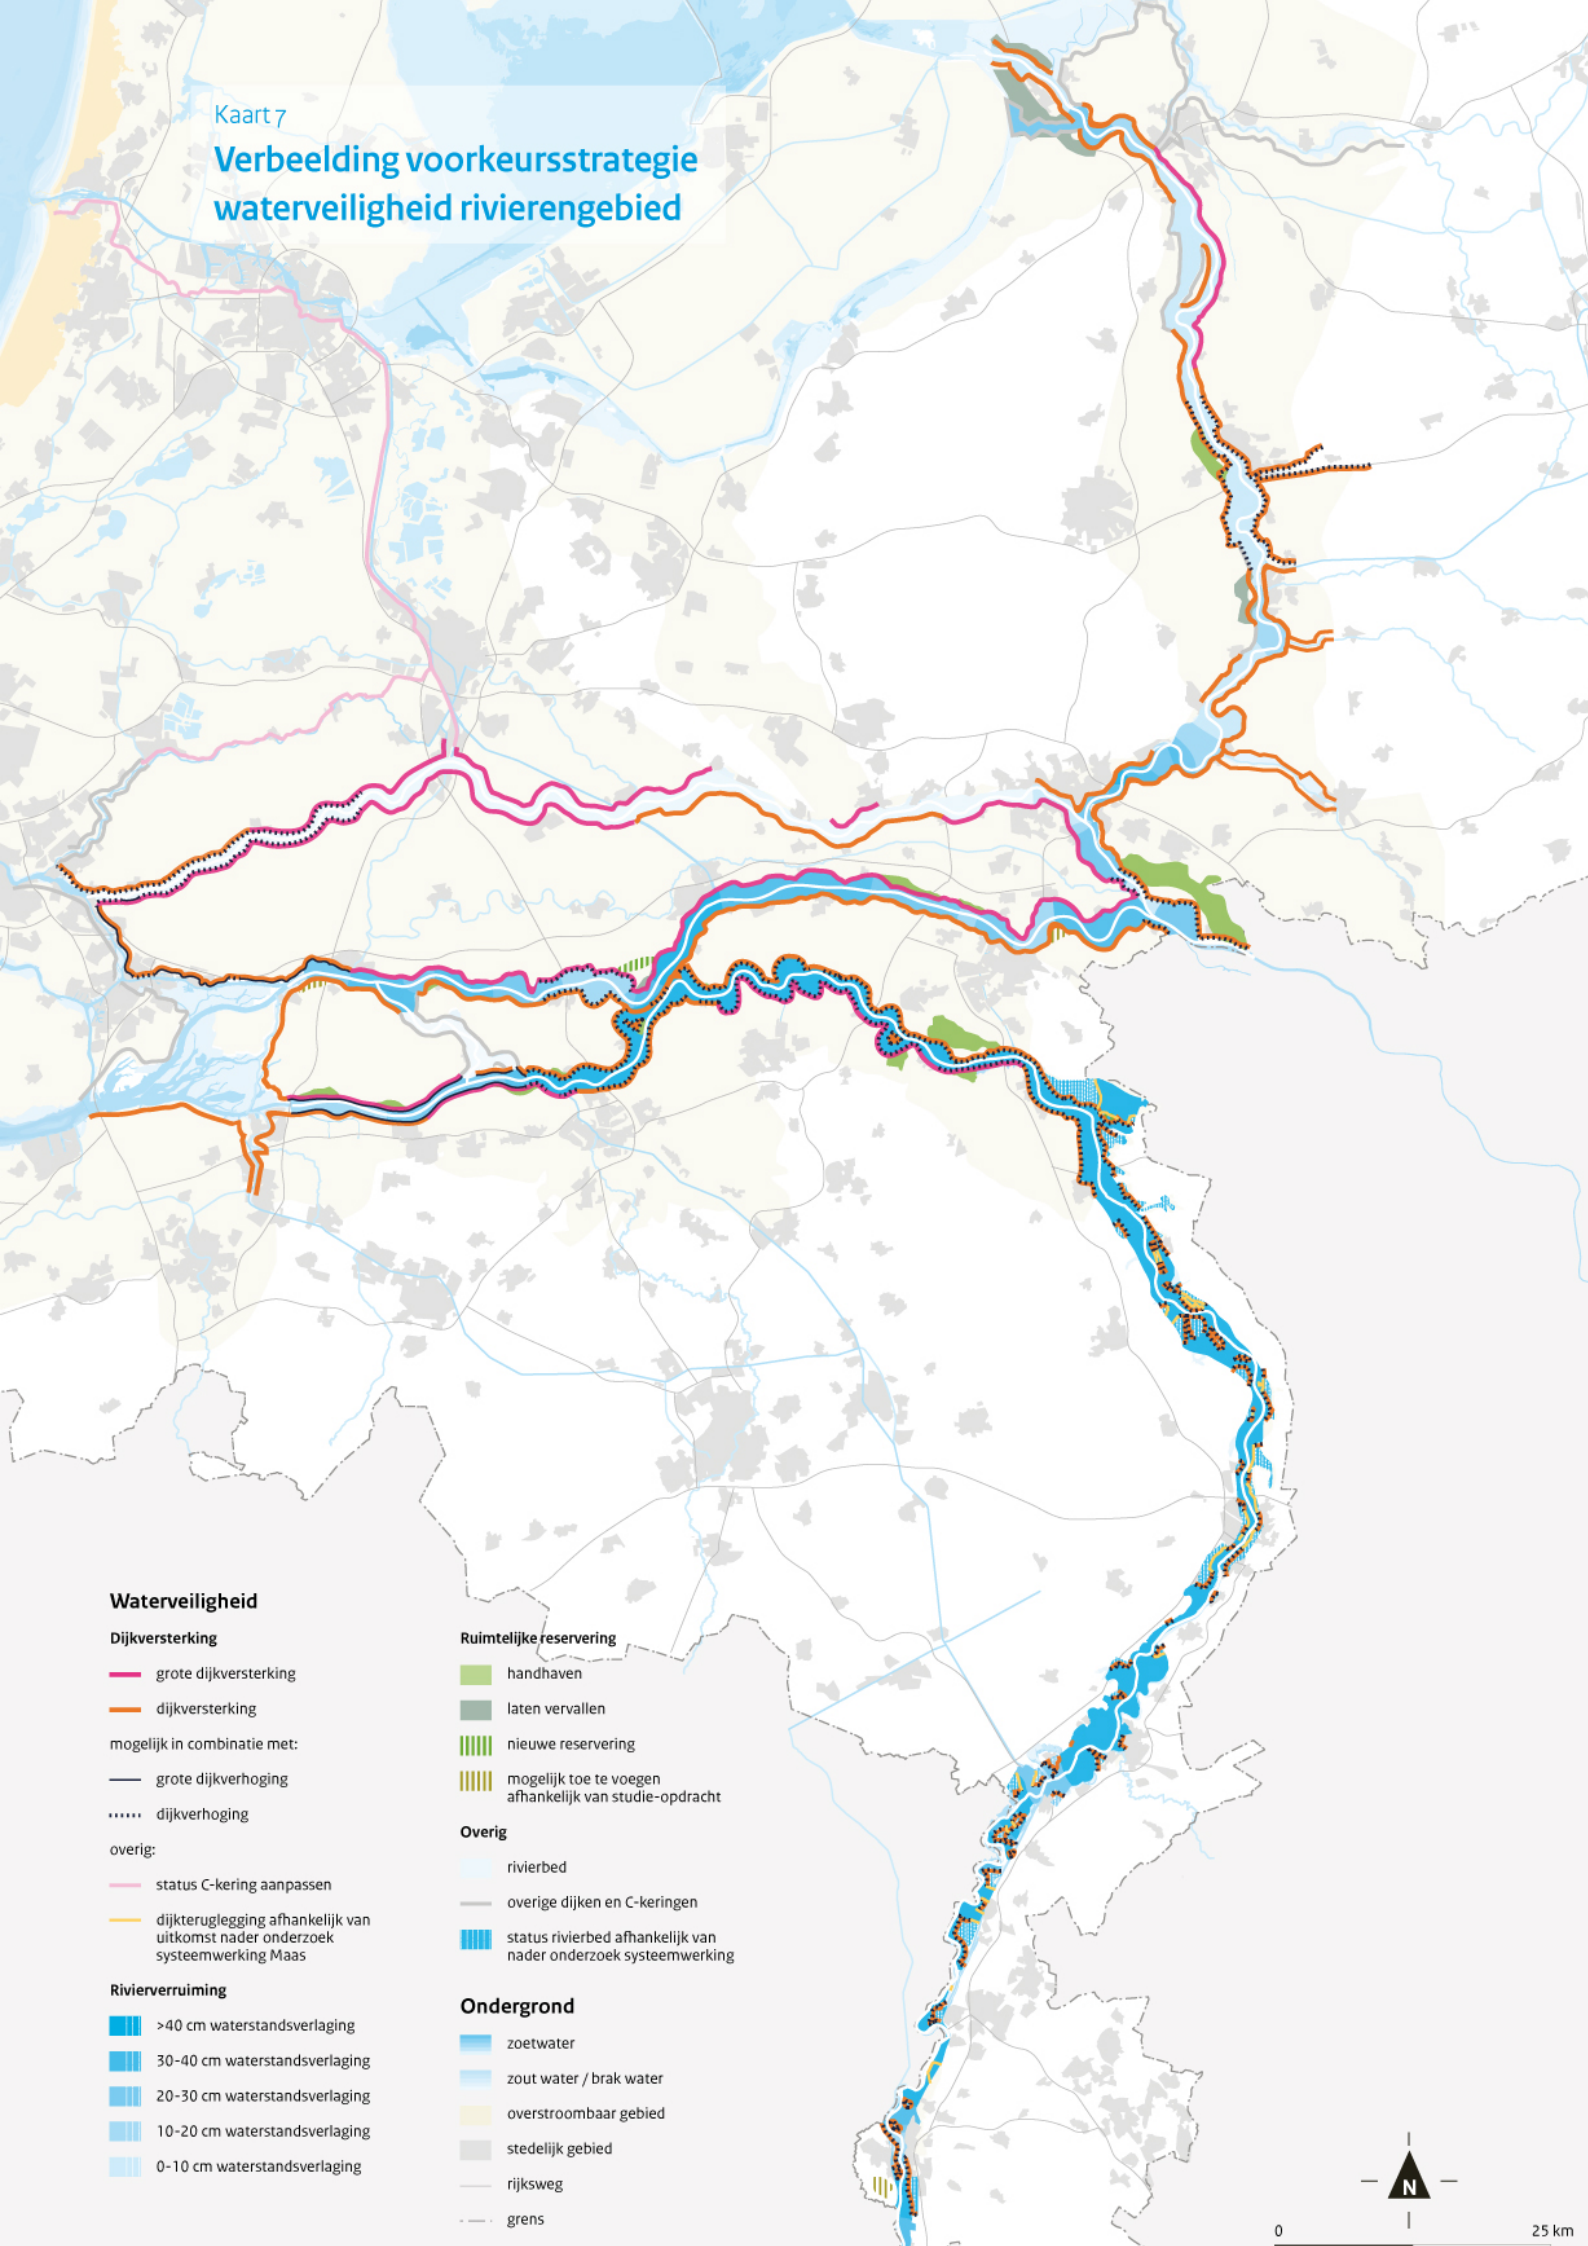 Kaart 7
Verbeelding voorkeursstrategie
waterveiligheid rivierengebied
Waterveiligheid
Dijkversterking
grote dijkversterking
dijkversterking
mogelijk in combinatie met:
grote dijkverhoging
dijkverhoging
overig:
status C-kering aanpassen
dijkteruglegging afhankelijk van
uitkomst nader onderzoek
systeemwerking Maas
Rivierverruiming
>40 cm waterstandsverlaging
30-40 cm waterstandsverlaging
20-30 cm waterstandsverlaging
10-20 cm waterstandsverlaging
0-10 cm waterstandsverlaging
Ruimtelijke reservering
handhaven
laten vervallen
nieuwe reservering
mogelijk toe te voegen
afhankelijk van studie-opdracht
Overig
rivierbed
overige dijken en C-keringen
status rivierbed afhankelijk van
nader onderzoek systeemwerking
Ondergrond
zoetwater
zout water / brak water
overstroombaar gebied
stedelijk gebied
rijksweg
grens
N
0 25 km